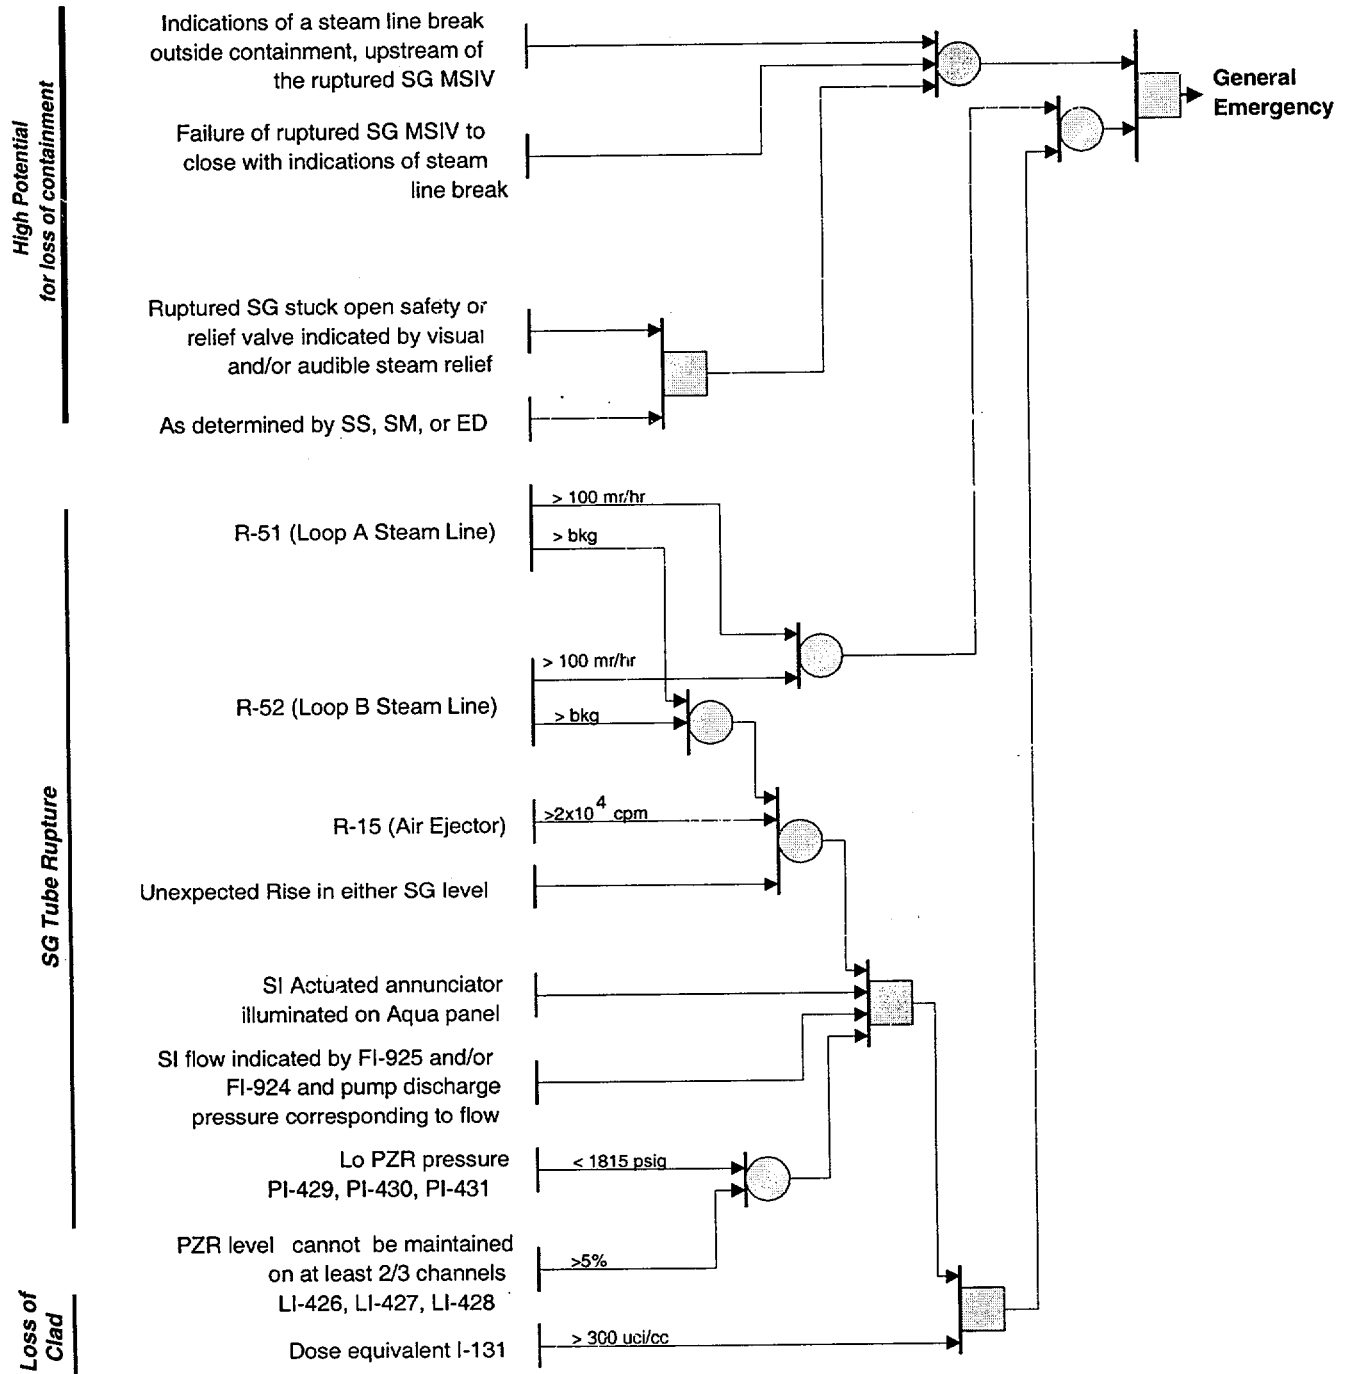 High Potential
for loss of containment
Indications of a steam line break
outside containment, upstream of
the ruptured SG MSIV
General
Emergency
Failure of ruptured SG MSIV to
close with indications of steam
line break
Ruptured SG stuck open safety or
relief valve indicated by visual
and/or audible steam relief
As determined by SS, SM, or ED
SG Tube Rupture
> 100 mr/hr
R-51 (Loop A Steam Line)
> bkg
> 100 mr/hr
R-52 (Loop B Steam Line)
> bkg
R-15 (Air Ejector)
>2x10^4 cpm
Unexpected Rise in either SG level
SI Actuated annunciator
illuminated on Aqua panel
SI flow indicated by FI-925 and/or
FI-924 and pump discharge
pressure corresponding to flow
Lo PZR pressure
< 1815 psig
PI-429, PI-430, PI-431
PZR level cannot be maintained
on at least 2/3 channels
>5%
LI-426, LI-427, LI-428
Loss of
Clad
Dose equivalent I-131
> 300 uci/cc